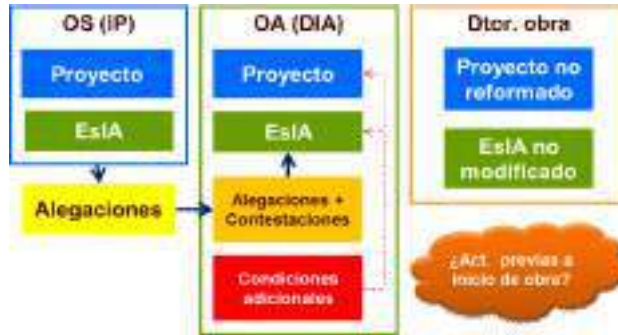 OS (IP)
Proyecto
EsIA
Alegaciones
OA (DIA)
Proyecto
EsIA
Alegaciones +
Contestaciones
Condiciones
adicionales
Dtor. obra
Proyecto no
reformado
EsIA no
modificado
¿Act. previas a
inicio de obra?